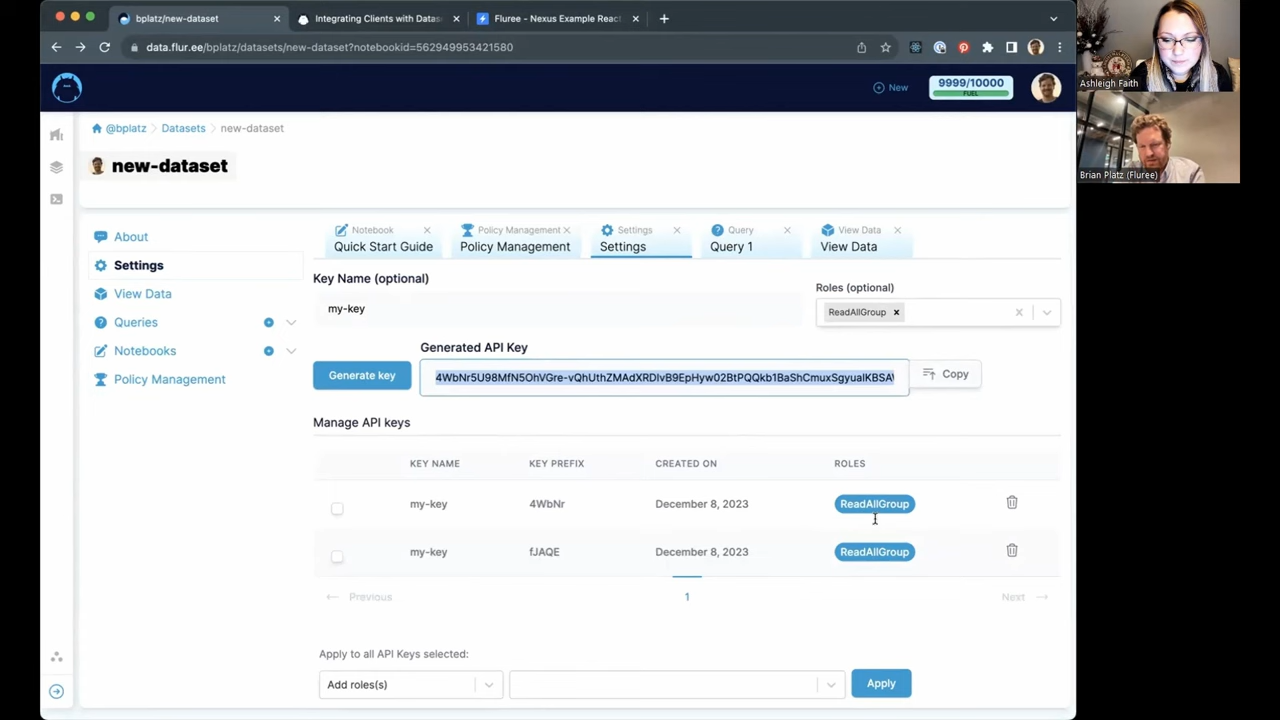 bplatz/new-dataset
Integrating Clients with Datas
Fluree - Nexus Example React
data.flur.ee/bplatz/datasets/new-dataset?notebookid=562949953421580
Ashleigh Faith
Brian Platz (Fluree)
New
9999/10000
FUEL
@bplatz
Datasets
new-dataset
new-dataset
About
Settings
View Data
Queries
Notebooks
Policy Management
Notebook
Quick Start Guide
Policy Management
Policy Management
Settings
Settings
Query
Query 1
View Data
View Data
Key Name (optional)
my-key
Roles (optional)
ReadAllGroup
Generated API Key
Generate key
4WbNr5U98MfN5OhVGre-vQhUthZMAdXRDIvB9EpHyw02BtPQQkb1BaShCmuxSgyualKBSA
Copy
Manage API keys
KEY NAME KEY PREFIX CREATED ON ROLES
my-key 4WbNr December 8, 2023 ReadAllGroup
my-key fJAQE December 8, 2023 ReadAllGroup
Previous 1 Next
Apply to all API Keys selected:
Add roles(s)
Apply